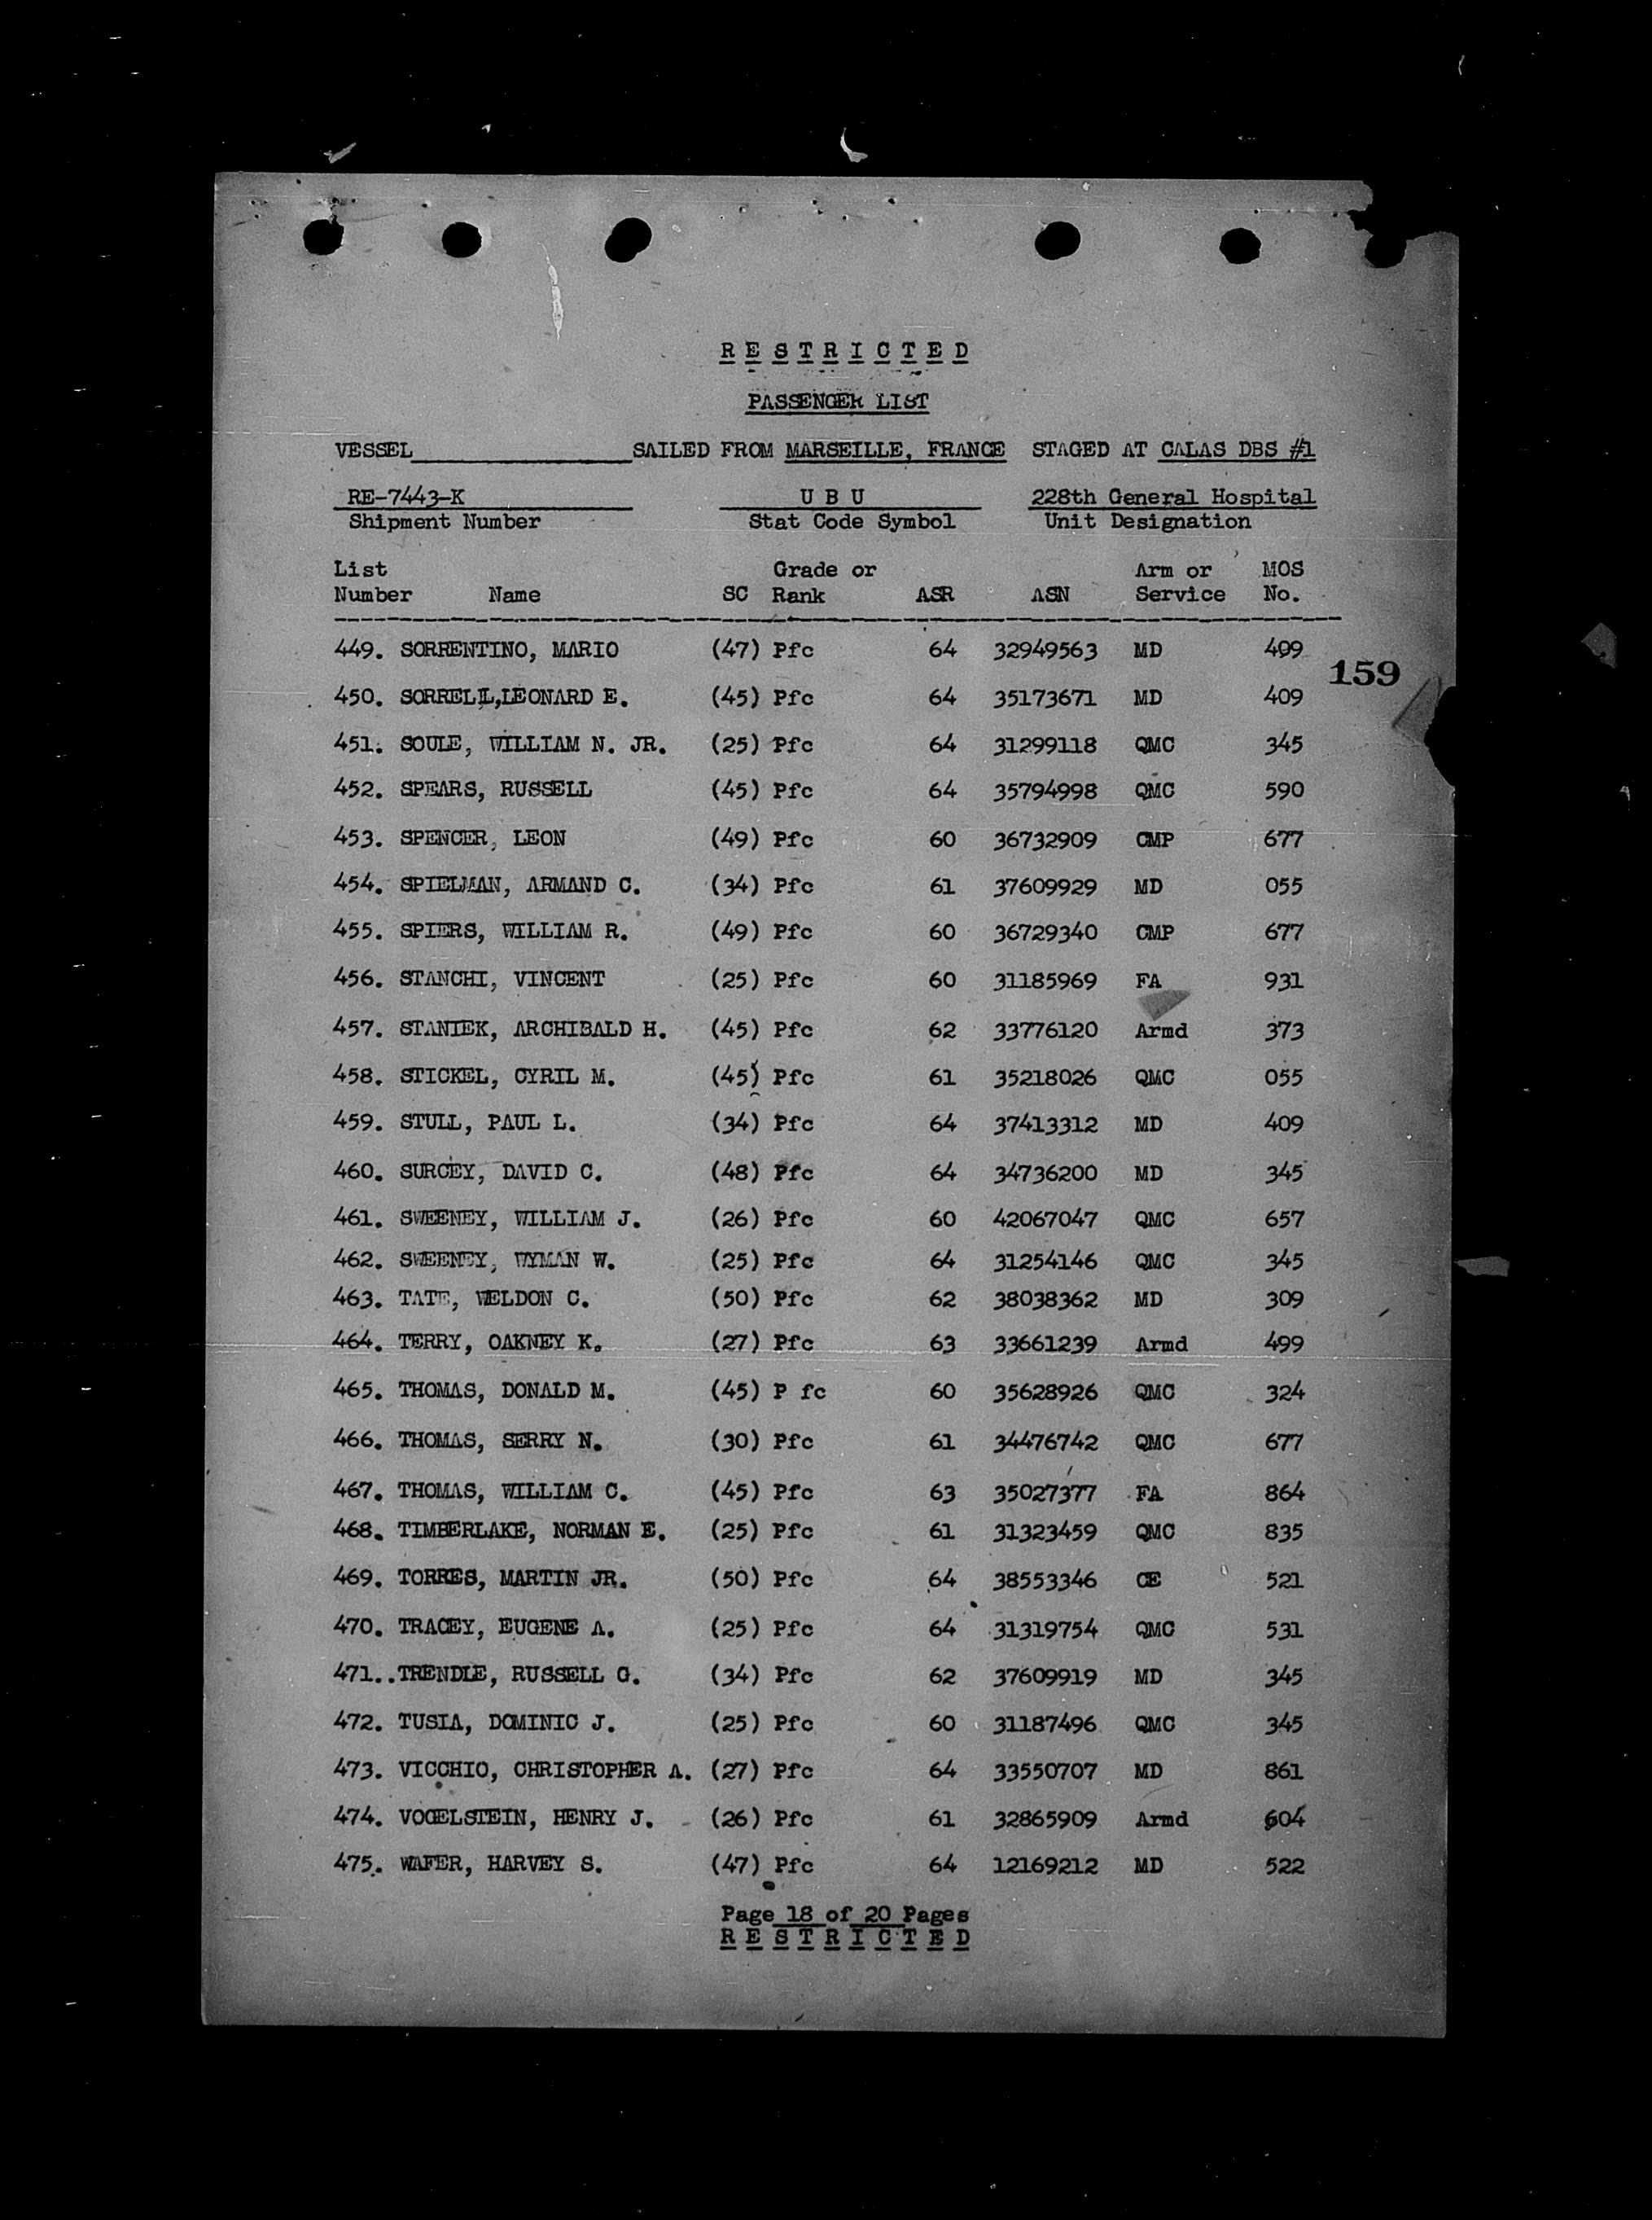 RESTRICTED
PASSENGER LIST
VESSEL SAILED FROM MARSEILLE, FRANCE STAGED AT CALAS DBS #1
RE-7443-K U B U 228th General Hospital
Shipment Number Stat Code Symbol Unit Designation
List Grade or Arm or MOS
Number Name SC Rank ASR ASN Service No.
449. SORRENTINO, MARIO (47) Pfc 64 32949563 MD 409
159
450. SORRELL,LEONARD E. (45) Pfc 64 35173671 MD 409
451. SOULE, WILLIAM N. JR. (25) Pfc 64 31299118 QMC 345
452. SPEARS, RUSSELL (45) Pfc 64 35794998 QMC 590
453. SPENCER, LEON (49) Pfc 60 36732909 CMP 677
454. SPIELMAN, ARMAND C. (34) Pfc 61 37609929 MD 055
455. SPIERS, WILLIAM R. (49) Pfc 60 36729340 CMP 677
456. STANCHI, VINCENT (25) Pfc 60 31185969 FA 931
457. STANIEK, ARCHIBALD H. (45) Pfc 62 33776120 Armd 373
458. STICKEL, CYRIL M. (45) Pfc 61 35218026 QMC 055
459. STULL, PAUL L. (34) Pfc 64 37413312 MD 409
460. SURCEY, DAVID C. (48) Pfc 64 34736200 MD 345
461. SWEENEY, WILLIAM J. (26) Pfc 60 42067047 QMC 657
462. SWEENEY, WYMAN W. (25) Pfc 64 31254146 QMC 345
463. TATE, WELDON C. (50) Pfc 62 38038362 MD 309
464. TERRY, OAKNEY K. (27) Pfc 63 33661239 Armd 499
465. THOMAS, DONALD M. (45) P fc 60 35628926 QMC 324
466. THOMAS, SERRY N. (30) Pfc 61 34476742 QMC 677
467. THOMAS, WILLIAM C. (45) Pfc 63 35027377 FA 864
468. TIMBERLAKE, NORMAN E. (25) Pfc 61 31323459 QMC 835
469. TORRES, MARTIN JR. (50) Pfc 64 38553346 CE 521
470. TRACEY, EUGENE A. (25) Pfc 64 31319754 QMC 531
471..TRENDLE, RUSSELL G. (34) Pfc 62 37609919 MD 345
472. TUSIA, DOMINIC J. (25) Pfc 60 31187496 QMC 345
473. VICCHIO, CHRISTOPHER A. (27) Pfc 64 33550707 MD 861
474. VOGELSTEIN, HENRY J. (26) Pfc 61 32865909 Armd 604
475. WAFER, HARVEY S. (47) Pfc 64 12169212 MD 522
Page 18 of 20 Pages
RESTRICTED